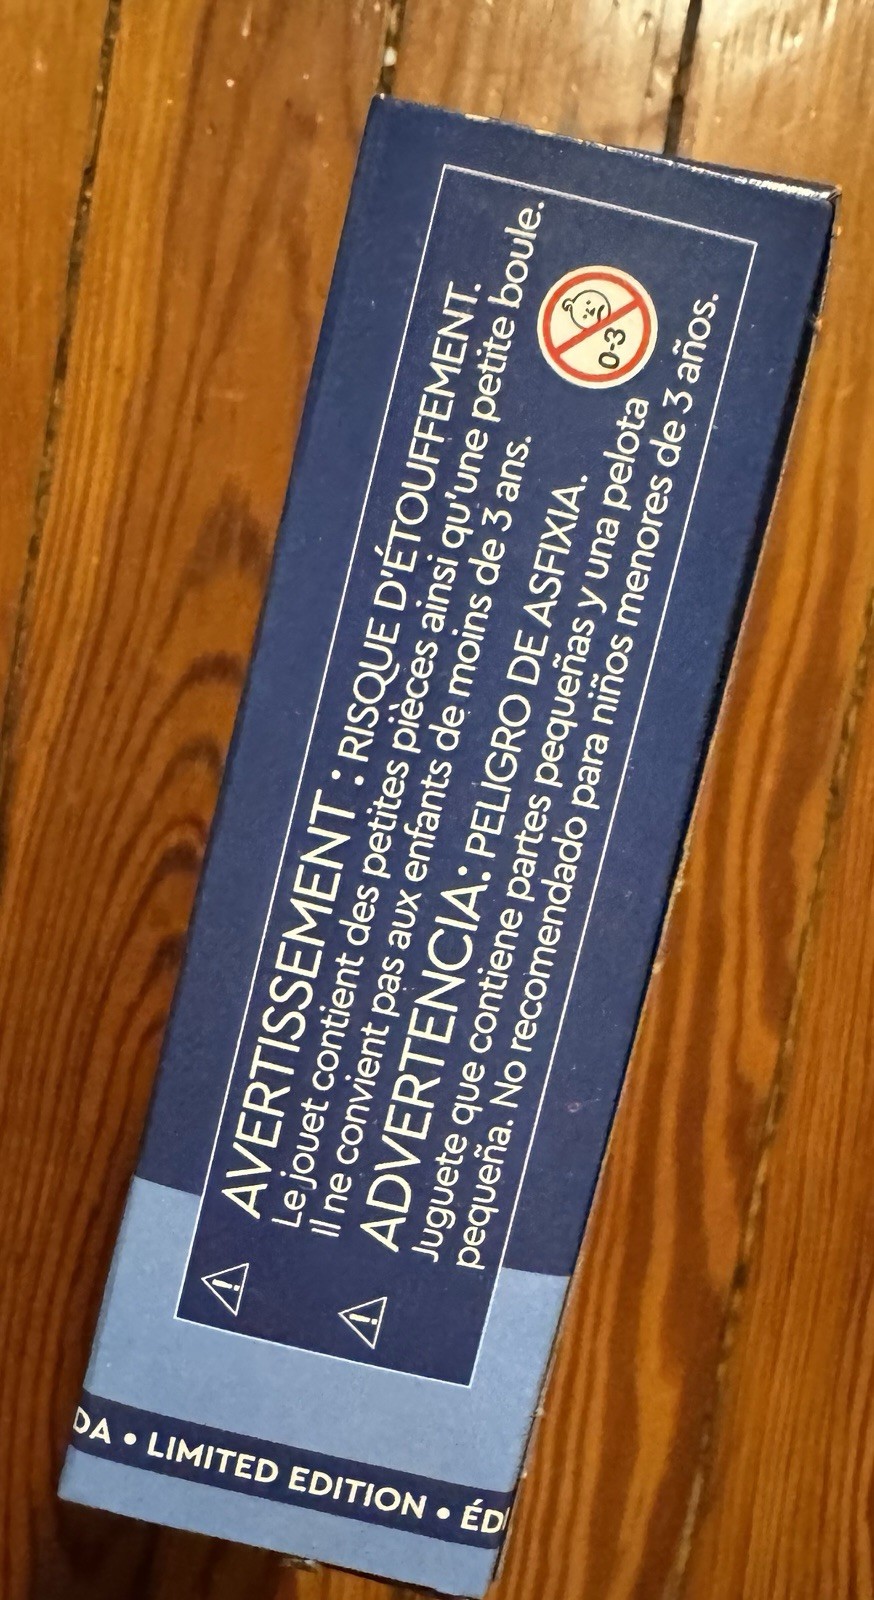 AVERTISSEMENT : RISQUE D'ÉTOUFFEMENT.
Le jouet contient des petites pièces ainsi qu'une petite boule.
Il ne convient pas aux enfants de moins de 3 ans.
ADVERTENCIA: PELIGRO DE ASFIXIA.
Juguete que contiene partes pequeñas y una pelota
pequeña. No recomendado para niños menores de 3 años.
0-3
DA • LIMITED EDITION • ÉD